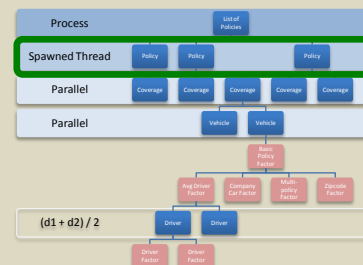 Process
List of
Policies
Spawned Thread
Policy
Policy
Policy
Parallel
Coverage
Coverage
Coverage
Coverage
Coverage
Parallel
Vehicle
Vehicle
Basic
Policy
Factor
Avg Driver
Factor
Company
Car Factor
Multi-
policy
Factor
Zipcode
Factor
(d1 + d2) / 2
Driver
Driver
Driver
Factor
Driver
Factor